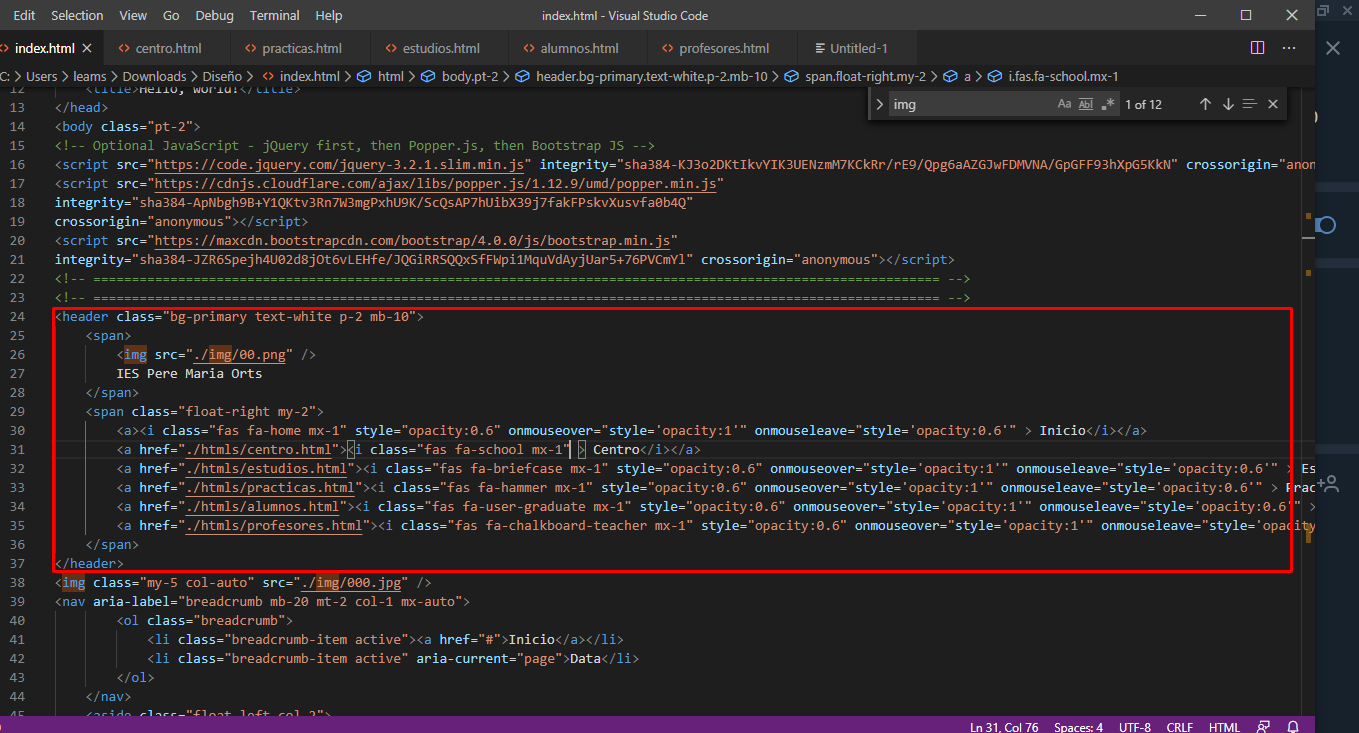 Edit Selection View Go Debug Terminal Help index.html - Visual Studio Code
index.html centro.html practicas.html estudios.html alumnos.html profesores.html Untitled-1
C: > Users > leams > Downloads > Diseño > index.html > html > body.pt-2 > header.bg-primary.text-white.p-2.mb-10 > span.float-right.my-2 > a > i.fas.fa-school.mx-1
img Aa Abl .* 1 of 12
12 <title>Hello, world!</title>
13 </head>
14 <body class="pt-2">
15 <!-- Optional JavaScript - jQuery first, then Popper.js, then Bootstrap JS -->
16 <script src="https://code.jquery.com/jquery-3.2.1.slim.min.js" integrity="sha384-KJ3o2DKtIkvYIK3UENzmM7KCkRr/rE9/Qpg6aAZGJwFDMVNA/GpGFF93hXpG5KkN" crossorigin="anon
17 <script src="https://cdnjs.cloudflare.com/ajax/libs/popper.js/1.12.9/umd/popper.min.js"
18 integrity="sha384-ApNbgh9B+Y1QKtv3Rn7W3mgPxhU9K/ScQsAP7hUibX39j7fakFPskvXusvfa0b4Q"
19 crossorigin="anonymous"></script>
20 <script src="https://maxcdn.bootstrapcdn.com/bootstrap/4.0.0/js/bootstrap.min.js"
21 integrity="sha384-JZR6Spejh4U02d8jOt6vLEHfe/JQGiRRSQQxSfFWpi1MquVdAyjUar5+76PVCmYl" crossorigin="anonymous"></script>
22 <!-- ======================================================================================== -->
23 <!-- ======================================================================================== -->
24 <header class="bg-primary text-white p-2 mb-10">
25 <span>
26 <img src="./img/00.png" />
27 IES Pere Maria Orts
28 </span>
29 <span class="float-right my-2">
30 <a><i class="fas fa-home mx-1" style="opacity:0.6" onmouseover="style='opacity:1'" onmouseleave="style='opacity:0.6'" > Inicio</i></a>
31 <a href="./htmls/centro.html"><i class="fas fa-school mx-1" > Centro</i></a>
32 <a href="./htmls/estudios.html"><i class="fas fa-briefcase mx-1" style="opacity:0.6" onmouseover="style='opacity:1'" onmouseleave="style='opacity:0.6'" > Es
33 <a href="./htmls/practicas.html"><i class="fas fa-hammer mx-1" style="opacity:0.6" onmouseover="style='opacity:1'" onmouseleave="style='opacity:0.6'" > Prac
34 <a href="./htmls/alumnos.html"><i class="fas fa-user-graduate mx-1" style="opacity:0.6" onmouseover="style='opacity:1'" onmouseleave="style='opacity:0.6'" >
35 <a href="./htmls/profesores.html"><i class="fas fa-chalkboard-teacher mx-1" style="opacity:0.6" onmouseover="style='opacity:1'" onmouseleave="style='opacity
36 </span>
37 </header>
38 <img class="my-5 col-auto" src="./img/000.jpg" />
39 <nav aria-label="breadcrumb mb-20 mt-2 col-1 mx-auto">
40 <ol class="breadcrumb">
41 <li class="breadcrumb-item active"><a href="#">Inicio</a></li>
42 <li class="breadcrumb-item active" aria-current="page">Data</li>
43 </ol>
44 </nav>
45 <aside class="float-left col-2">
Ln 31, Col 76 Spaces: 4 UTF-8 CRLF HTML